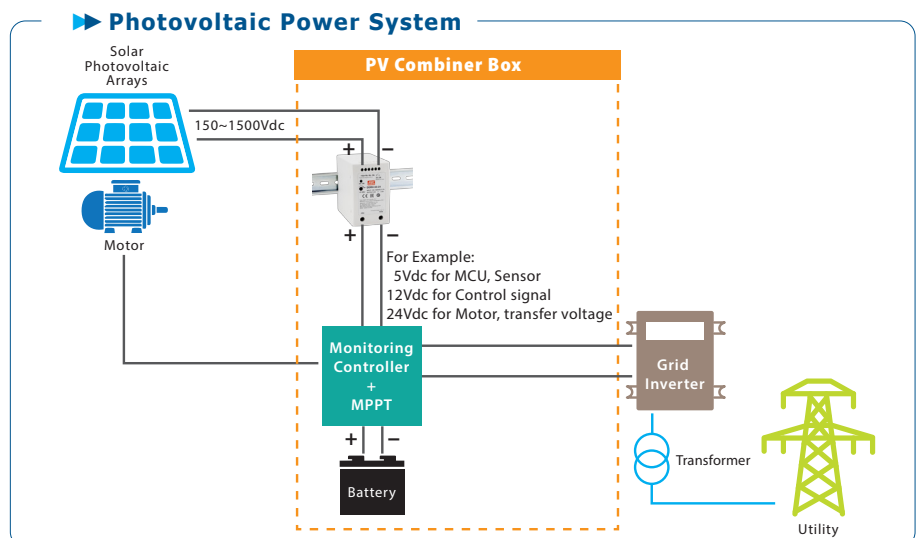 Photovoltaic Power System
Solar
Photovoltaic
Arrays
PV Combiner Box
150~1500Vdc
+ −
+ −
Motor
For Example:
5Vdc for MCU, Sensor
12Vdc for Control signal
24Vdc for Motor, transfer voltage
Monitoring
Controller
+
MPPT
Grid
Inverter
+ −
Battery
Transformer
Utility